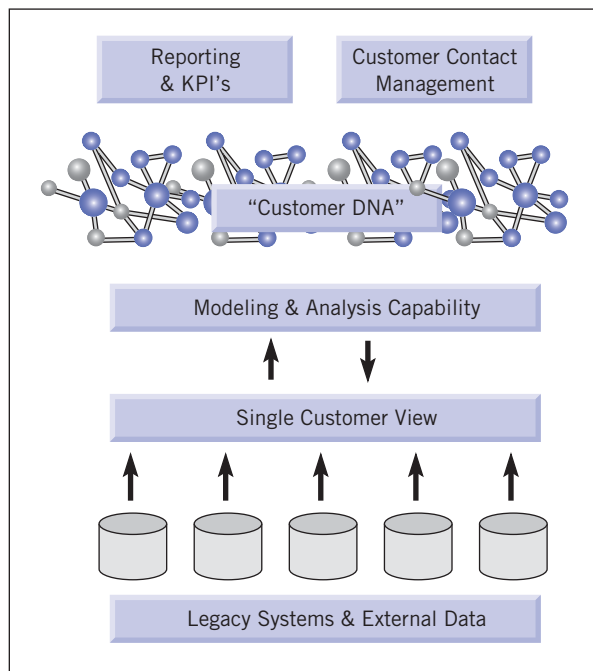 Reporting
& KPI's
Customer Contact
Management
“Customer DNA”
Modeling & Analysis Capability
Single Customer View
Legacy Systems & External Data